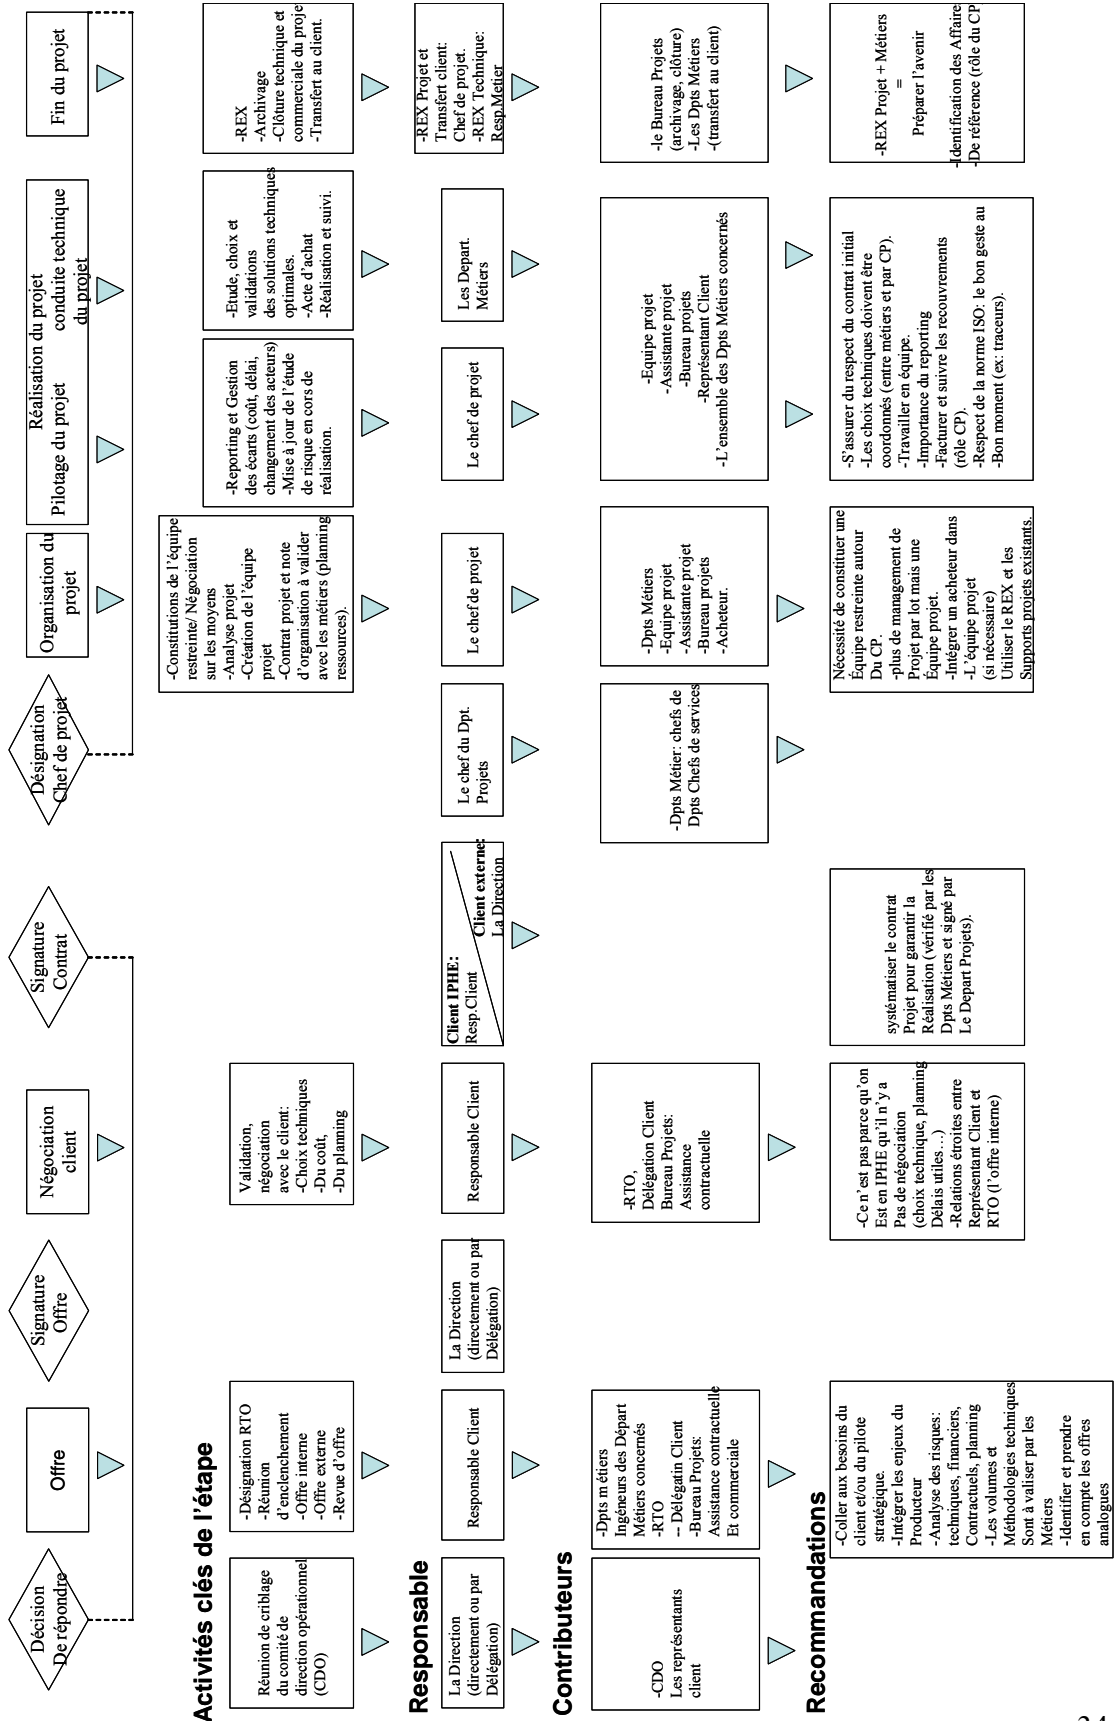 Décision
De répondre
Offre
Signature
Offre
Négociation
client
Signature
Contrat
Désignation
Chef de projet
Organisation du
projet
Réalisation du projet
Pilotage du projet
conduite technique
du projet
Fin du projet
Activités clés de l'étape
Réunion de criblage
du comité de
direction opérationnel
(CDO)
-Désignation RTO
-Réunion
d'enclenchement
-Offre interne
-Offre externe
-Revue d'offre
Validation,
négociation
avec le client:
-Choix techniques
-Du coût,
-Du planning
-Constitutions de l'équipe
restreinte/ Négociation
sur les moyens
-Analyse projet
-Création de l'équipe
projet
-Contrat projet et note
d'organisation à valider
avec les métiers (planning
ressources).
-Reporting et Gestion
des écarts (coût, délai,
changement des acteurs)
-Mise à jour de l'étude
de risque en cors de
réalisation.
-Etude, choix et
validations
des solutions techniques
optimales.
-Acte d'achat
-Réalisation et suivi.
-REX
-Archivage
-Clôture technique et
commerciale du proje
-Transfert au client.
Responsable
La Direction
(directement ou par
Délégation)
Responsable Client
La Direction
(directement ou par
Délégation)
Responsable Client
Client IPHE:
Resp.Client
Client externe:
La Direction
Le chef du Dpt.
Projets
Le chef de projet
Le chef de projet
Les Depart.
Métiers
-REX Projet et
Transfert client:
Chef de projet.
-REX Technique:
Resp.Metier
Contributeurs
-CDO
Les représentants
client
-Dpts m étiers
Ingéneurs des Départ
Métiers concernés
-RTO
-- Délégatin Client
-Bureau Projets:
Assistance contractuelle
Et commerciale
-RTO,
Délégation Client
Bureau Projets:
Assistance
contractuelle
-Dpts Métier: chefs de
Dpts Chefs de services
-Dpts Métiers
-Equipe projet
-Assistante projet
-Bureau projets
-Acheteur.
-Equipe projet
-Assistante projet
-Bureau projets
-Représentant Client
-L'ensemble des Dpts Métiers concernés
-le Bureau Projets
(archivage, clôture)
-Les Dpts Métiers
-(transfert au client)
Recommandations
-Coller aux besoins du
client et/ou du pilote
stratégique.
-Intégrer les enjeux du
Producteur
-Analyse des risques:
techniques, financiers,
Contractuels, planning
-Les volumes et
Méthodologies techniques
Sont à valiser par les
Métiers
-Identifier et prendre
en compte les offres
analogues
-Ce n'est pas parce qu'on
Est en IPHE qu'il n'y a
Pas de négociation
(choix technique, planning
Délais utiles…)
-Relations étroites entre
Représentant Client et
RTO (l'offre interne)
systématiser le contrat
Projet pour garantir la
Réalisation (vérifié par les
Dpts Métiers et signé par
Le Depart Projets).
Nécessité de constituer une
Équipe restreinte autour
Du CP.
-plus de management de
Projet par lot mais une
Équipe projet.
-Intégrer un acheteur dans
-L'équipe projet
(si nécessaire)
Utiliser le REX et les
Supports projets existants.
-S'assurer du respect du contrat initial
-Les choix techniques doivent être
coordonnés (entre métiers et par CP).
-Travailler en équipe.
-Importance du reporting
-Facturer et suivre les recouvrements
(rôle CP).
-Respect de la norme ISO: le bon geste au
-Bon moment (ex: traceurs).
-REX Projet + Métiers
=
Préparer l'avenir
-Identification des Affaire
-De référence (rôle du CP